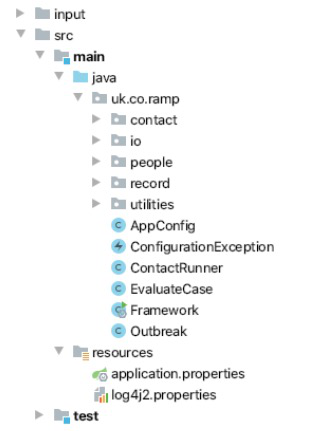 input
src
main
java
uk.co.ramp
contact
io
people
record
utilities
AppConfig
ConfigurationException
ContactRunner
EvaluateCase
Framework
Outbreak
resources
application.properties
log4j2.properties
test